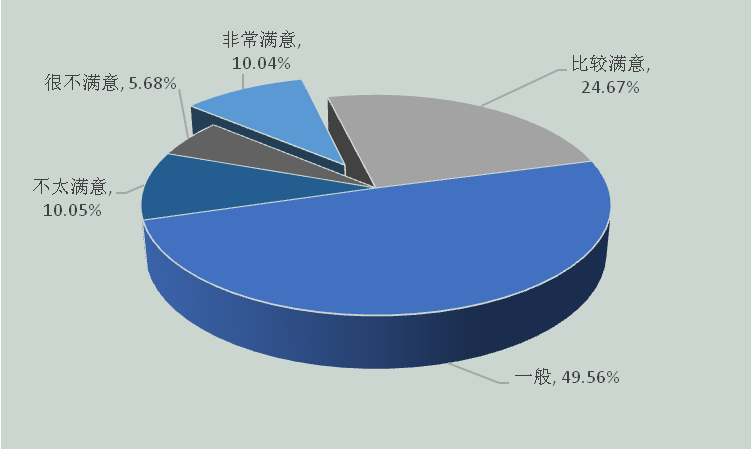 非常满意,
10.04%
比较满意,
24.67%
很不满意, 5.68%
不太满意,
10.05%
一般, 49.56%